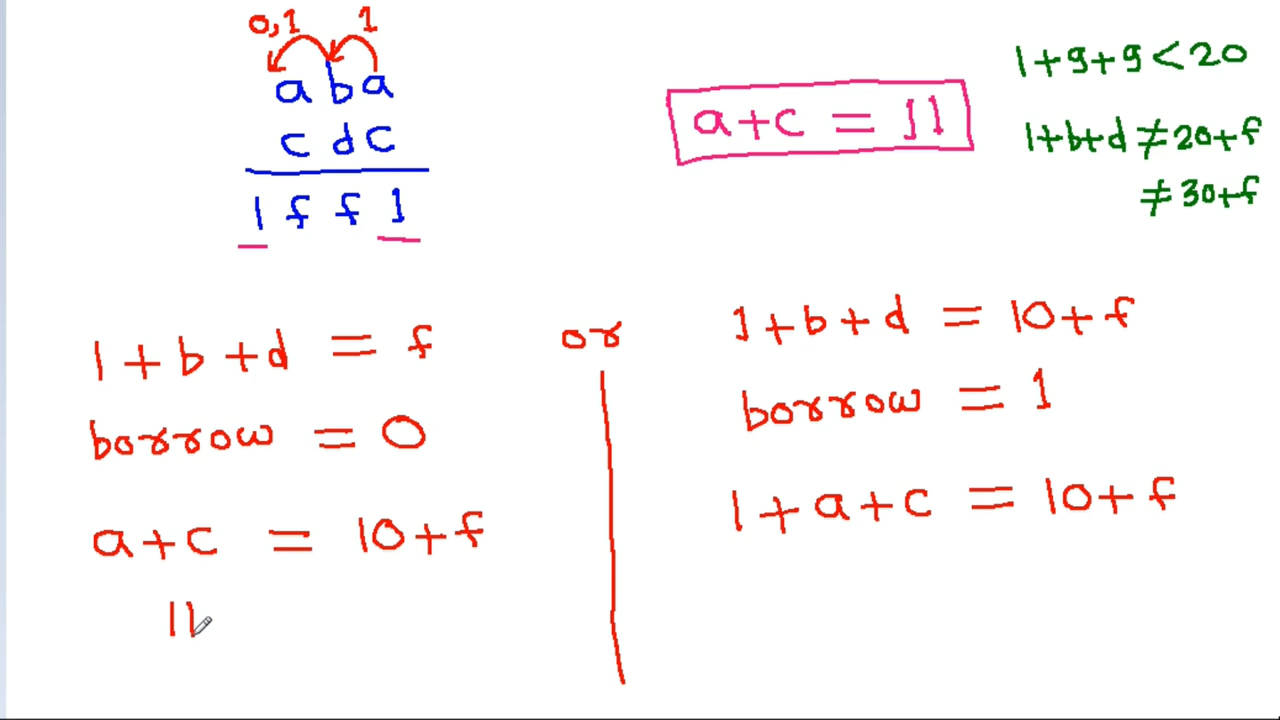 0,1 1
a b a
c d c
1 f f 1
a+c = 11
1+9+9 < 20
1+b+d ≠ 20+f
≠ 30+f
1+b+d = f
borrow = 0
a+c = 10+f
11
or
1+b+d = 10+f
borrow = 1
1+a+c = 10+f